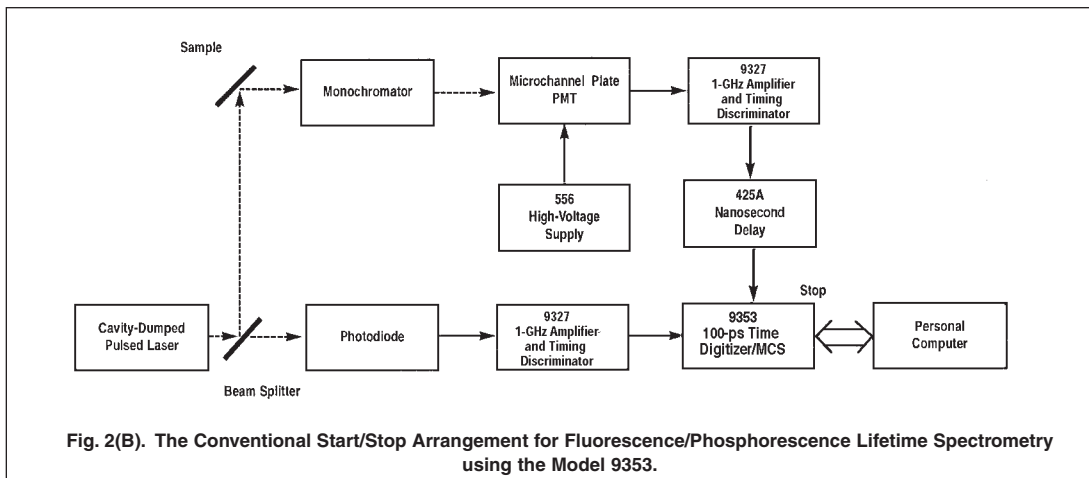 Sample
Monochromator
Microchannel Plate
PMT
9327
1-GHz Amplifier
and Timing
Discriminator
556
High-Voltage
Supply
425A
Nanosecond
Delay
Stop
Cavity-Dumped
Pulsed Laser
Photodiode
9327
1-GHz Amplifier
and Timing
Discriminator
9353
100-ps Time
Digitizer/MCS
Personal
Computer
Beam Splitter
Fig. 2(B). The Conventional Start/Stop Arrangement for Fluorescence/Phosphorescence Lifetime Spectrometry
using the Model 9353.